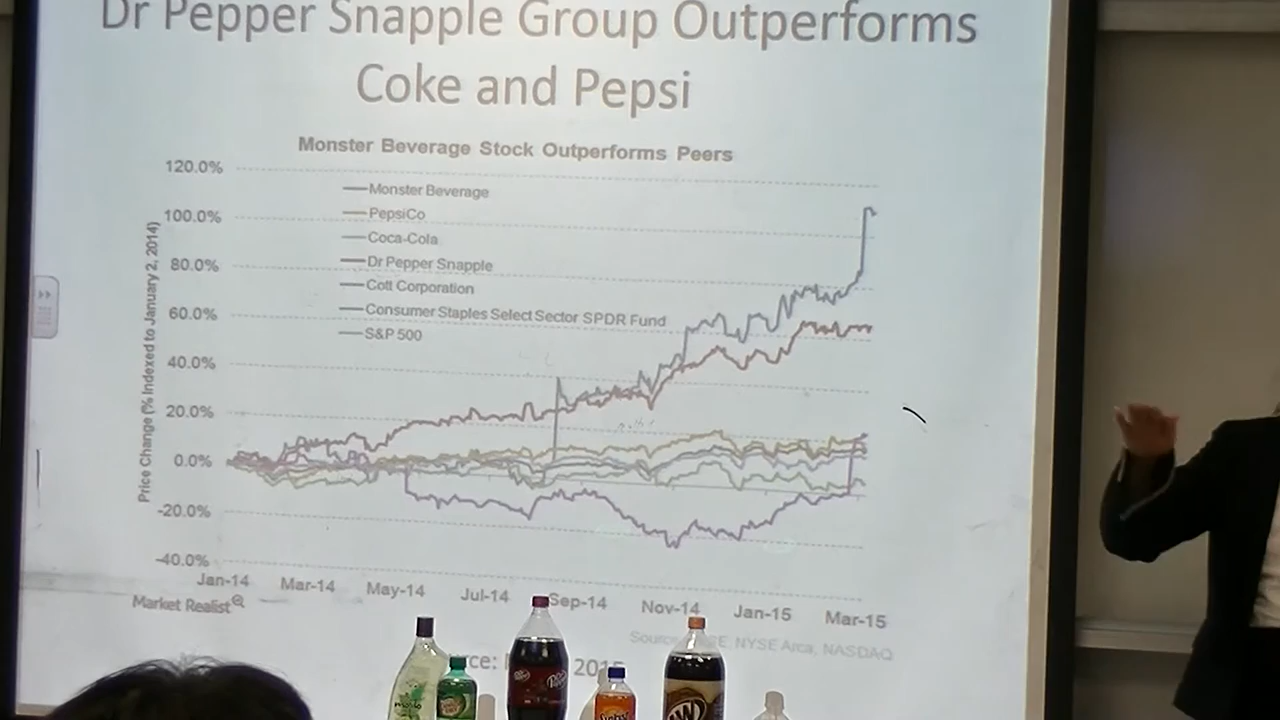 Dr Pepper Snapple Group Outperforms
Coke and Pepsi
Monster Beverage Stock Outperforms Peers
Price Change (% Indexed to January 2, 2014)
120.0%
100.0%
80.0%
60.0%
40.0%
20.0%
0.0%
-20.0%
-40.0%
Monster Beverage
PepsiCo
Coca-Cola
Dr Pepper Snapple
Cott Corporation
Consumer Staples Select Sector SPDR Fund
S&P 500
Jan-14 Mar-14 May-14 Jul-14 Sep-14 Nov-14 Jan-15 Mar-15
Market Realist
NYSE Arca, NASDAQ
A&W